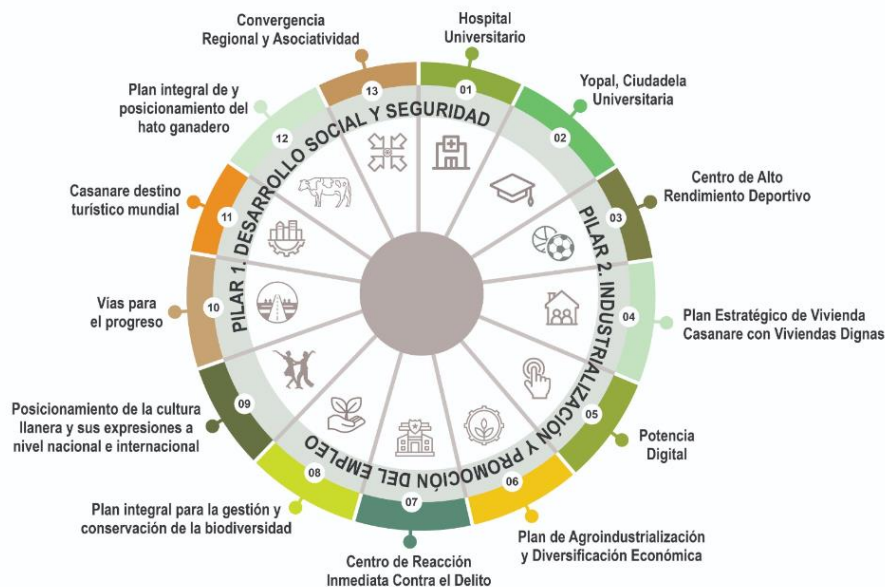 Hospital
Universitario
01
Yopal, Ciudadela
Universitaria
02
Centro de Alto
Rendimiento Deportivo
03
Plan Estratégico de Vivienda
Casanare con Viviendas Dignas
04
Potencia
Digital
05
Plan de Agroindustrialización
y Diversificación Económica
06
Centro de Reacción
Inmediata Contra el Delito
07
Plan integral para la gestión y
conservación de la biodiversidad
08
Posicionamiento de la cultura
llanera y sus expresiones a
nivel nacional e internacional
09
Vías para
el progreso
10
Casanare destino
turístico mundial
11
Plan integral de y
posicionamiento del
hato ganadero
12
Convergencia
Regional y Asociatividad
13
PILAR 1. DESARROLLO SOCIAL Y SEGURIDAD
PILAR 2. INDUSTRIALIZACIÓN Y PROMOCIÓN DEL EMPLEO